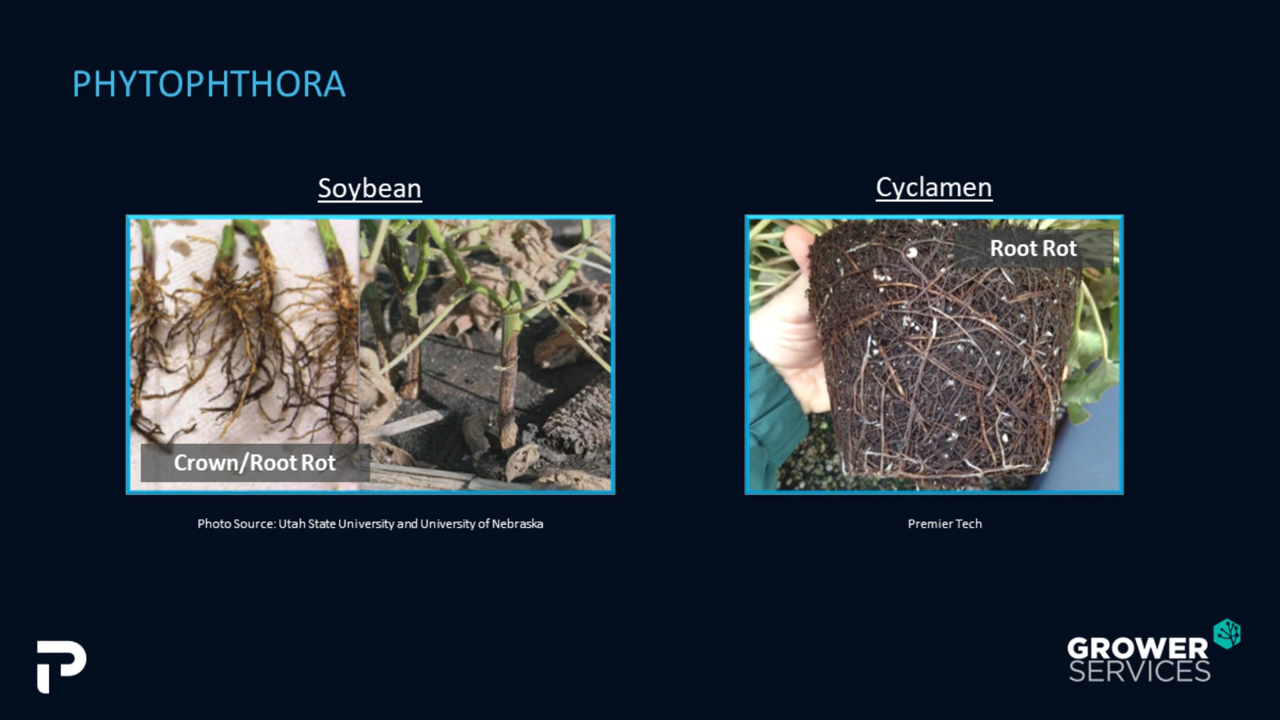 PHYTOPHTHORA
Soybean
Cyclamen
Root Rot
Crown/Root Rot
Photo Source: Utah State University and University of Nebraska
Premier Tech
GROWER
SERVICES